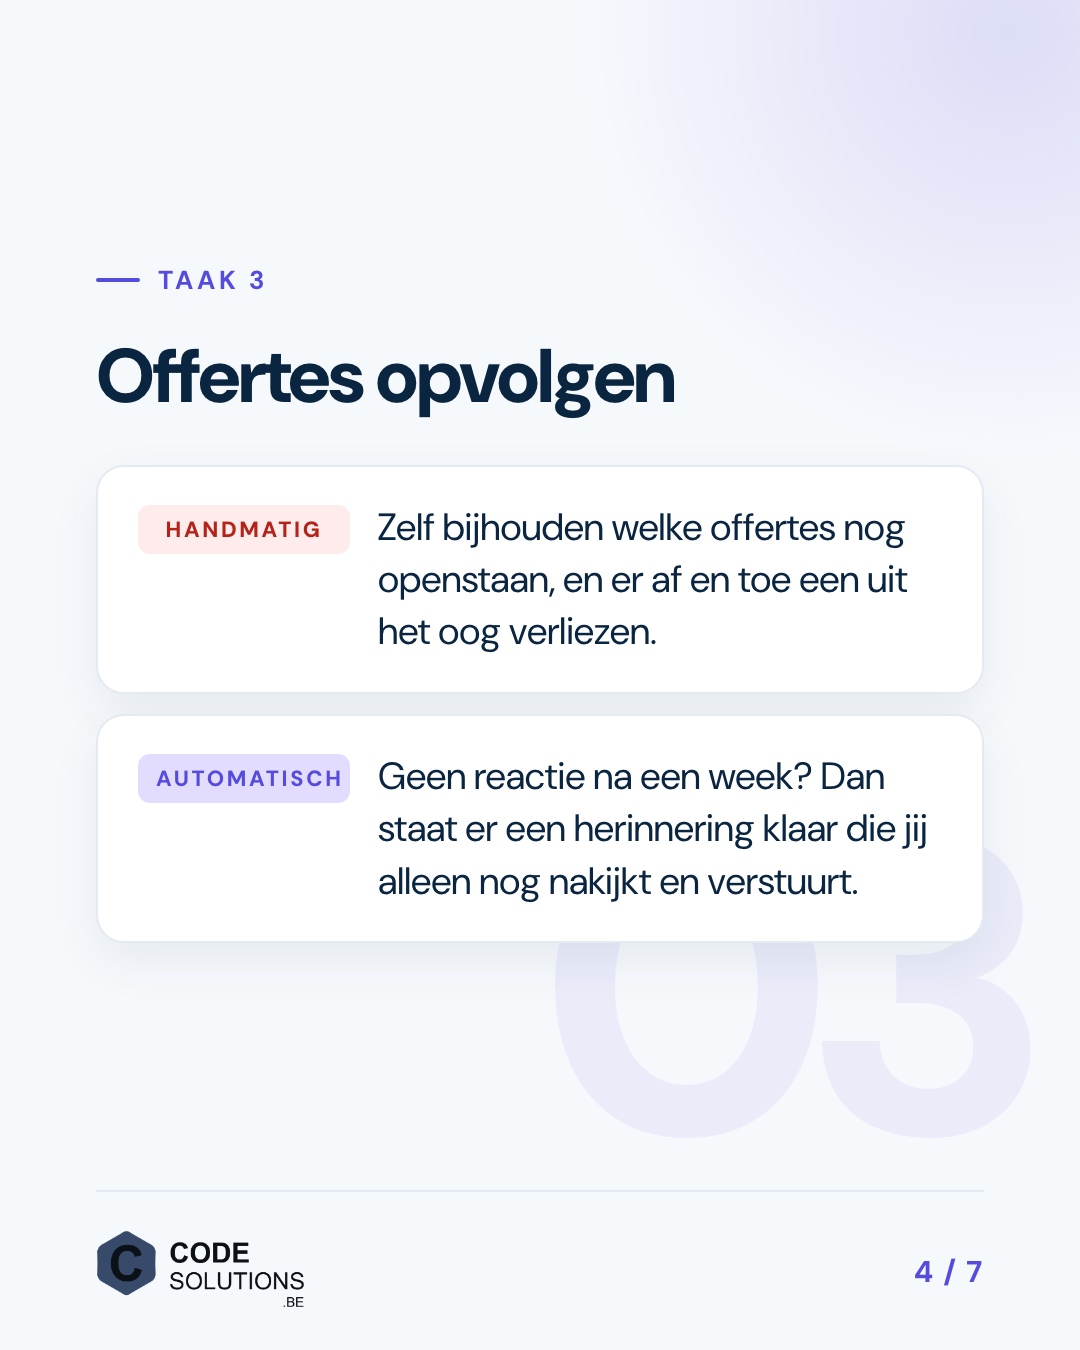 TAAK 3
Offertes opvolgen
HANDMATIG
Zelf bijhouden welke offertes nog
openstaan, en er af en toe een uit
het oog verliezen.
AUTOMATISCH
Geen reactie na een week? Dan
staat er een herinnering klaar die jij
alleen nog nakijkt en verstuurt.
03
C
CODE
SOLUTIONS
.BE
4 / 7